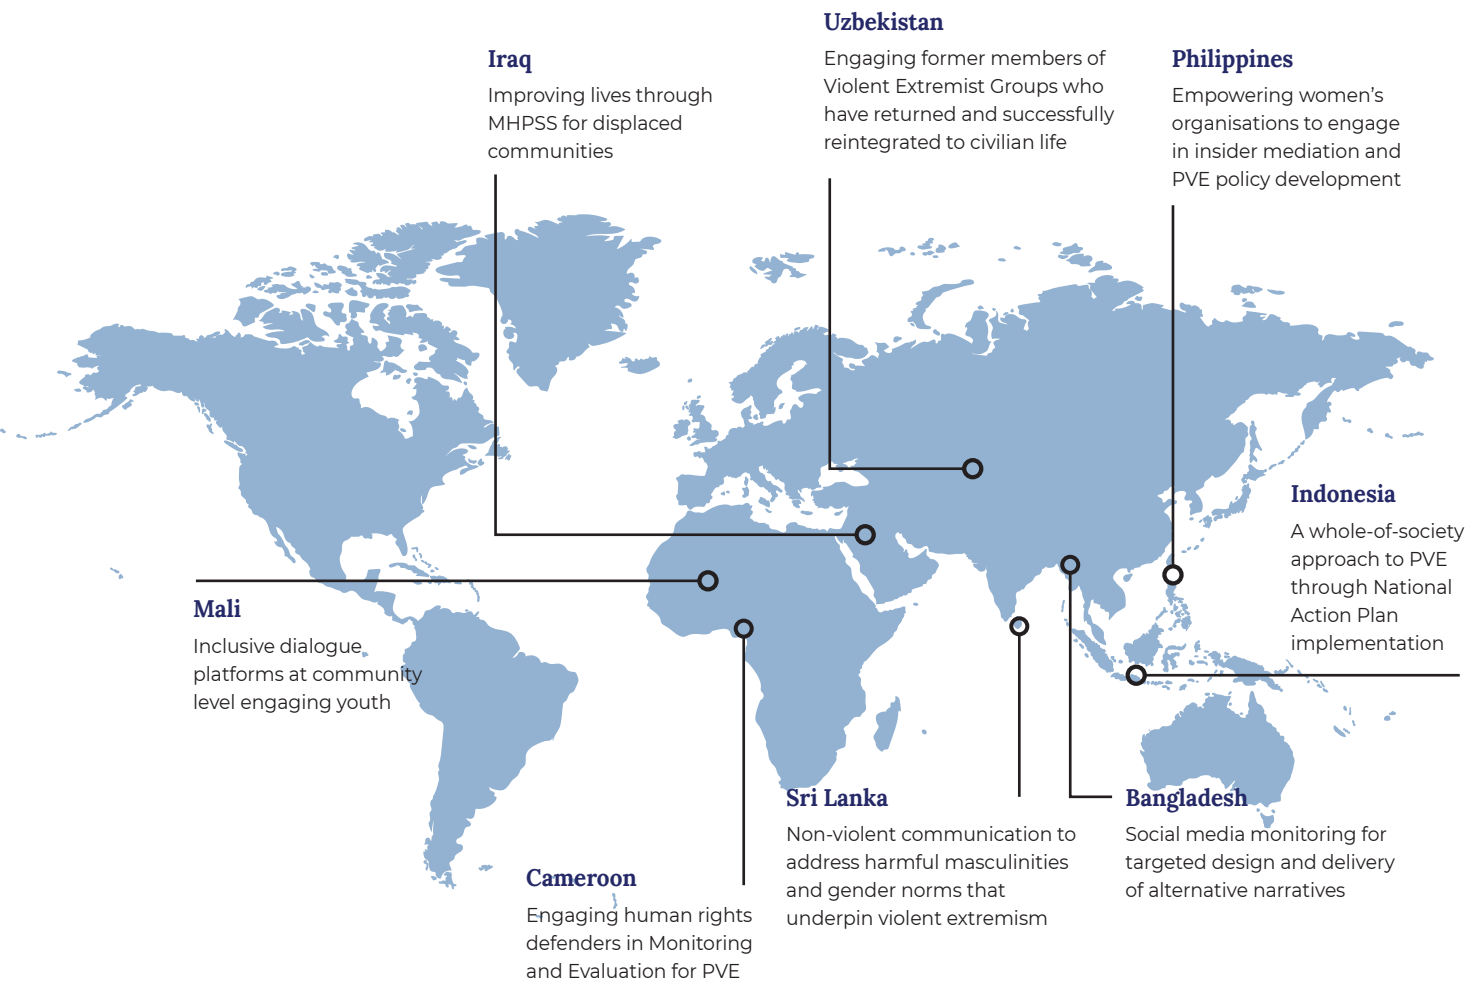 Uzbekistan
Engaging former members of
Violent Extremist Groups who
have returned and successfully
reintegrated to civilian life
Iraq
Improving lives through
MHPSS for displaced
communities
Philippines
Empowering women’s
organisations to engage
in insider mediation and
PVE policy development
Indonesia
A whole-of-society
approach to PVE
through National
Action Plan
implementation
Mali
Inclusive dialogue
platforms at community
level engaging youth
Sri Lanka
Non-violent communication to
address harmful masculinities
and gender norms that
underpin violent extremism
Bangladesh
Social media monitoring for
targeted design and delivery
of alternative narratives
Cameroon
Engaging human rights
defenders in Monitoring
and Evaluation for PVE